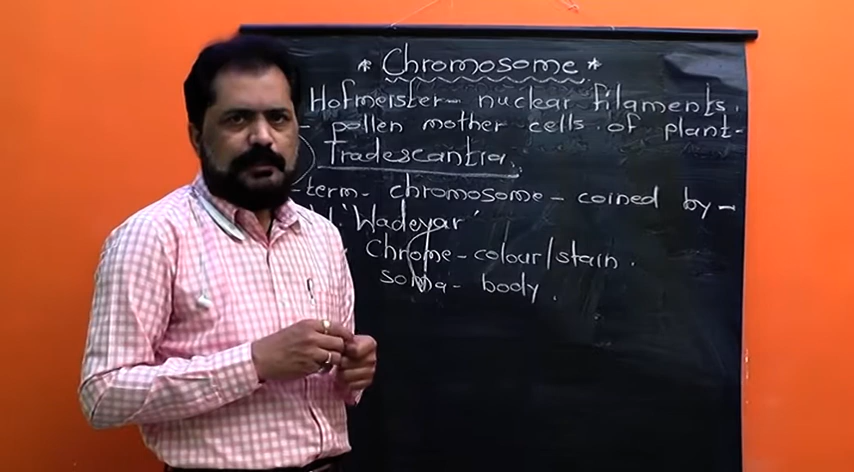 * Chromosome *
Hofmeister- nuclear filaments.
- pollen mother cells of plant-
Tradescantia.
-term- chromosome - coined by -
'Wadeyar'
Chrome - colour/stain.
soma - body.